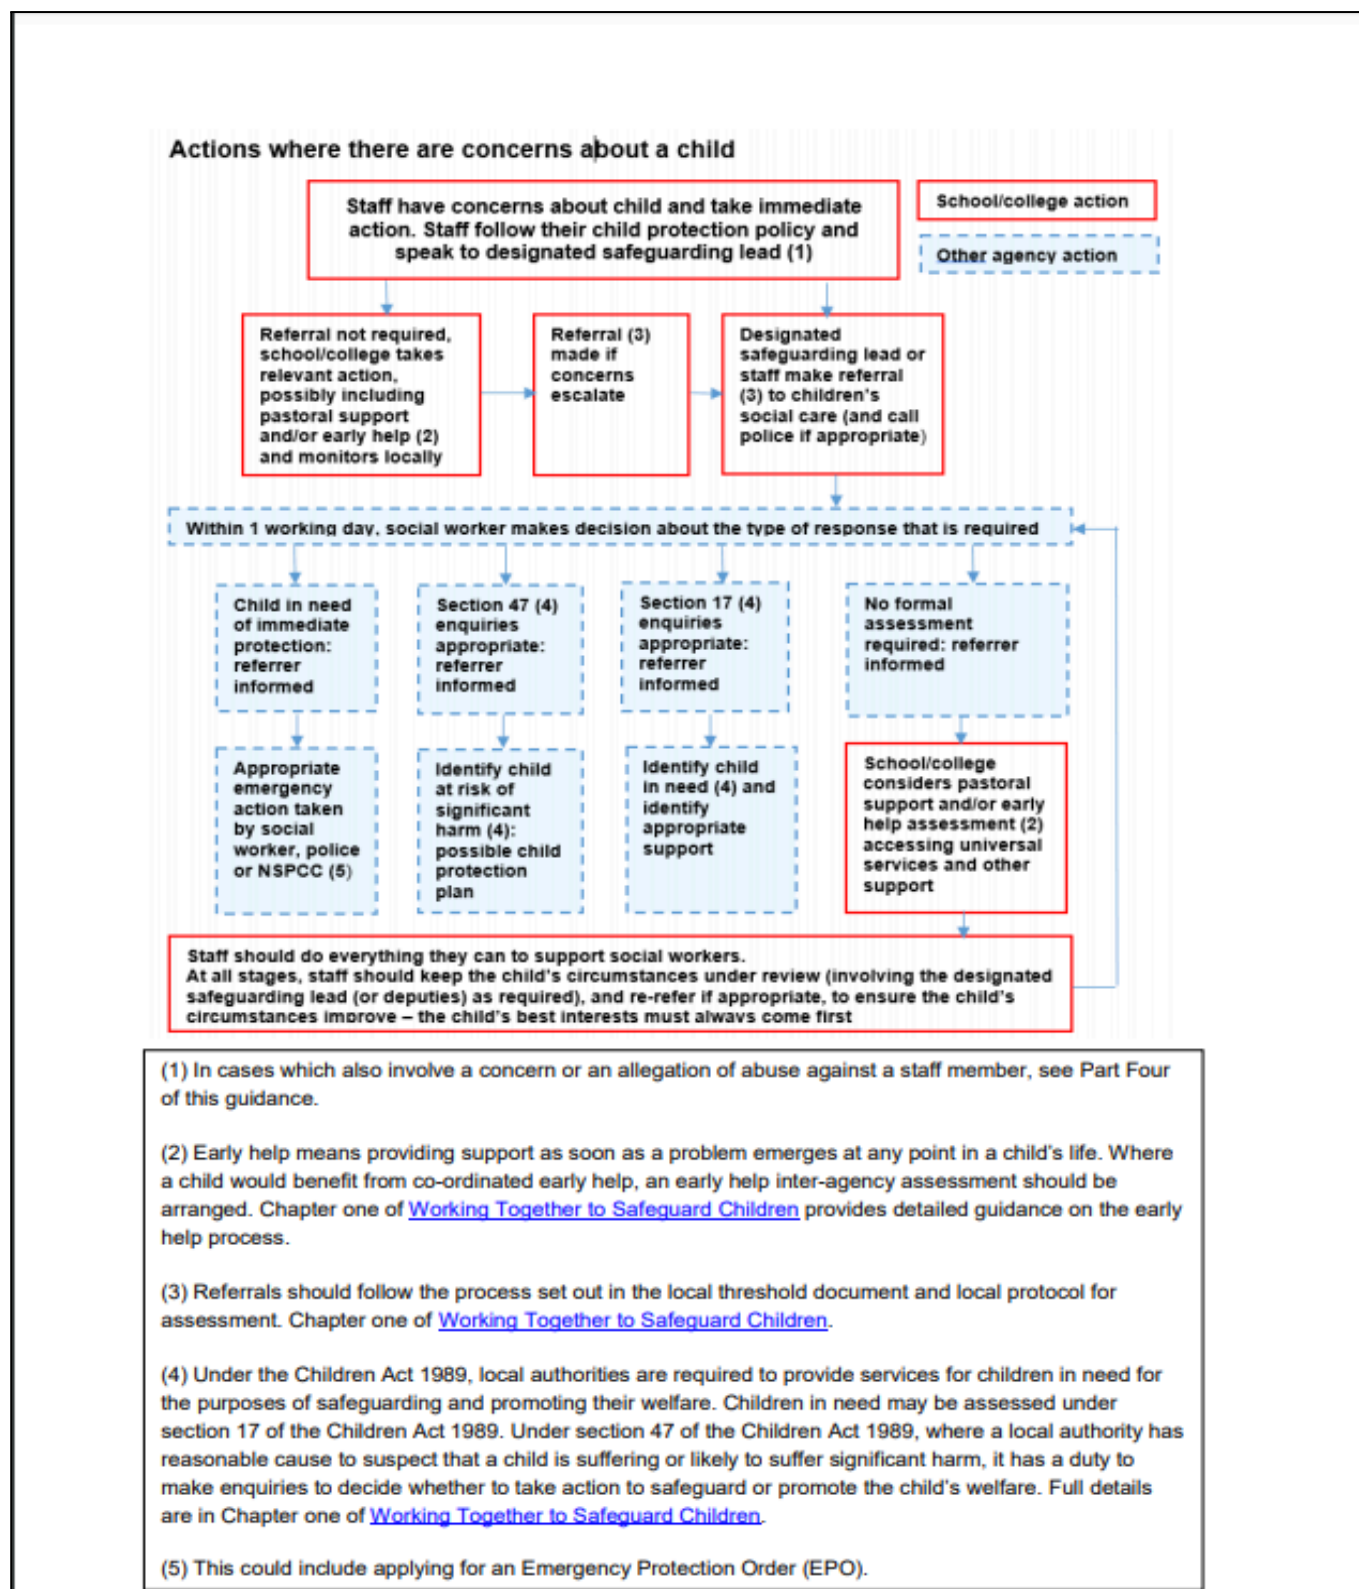 Actions where there are concerns about a child
Staff have concerns about child and take immediate
action. Staff follow their child protection policy and
speak to designated safeguarding lead (1)
School/college action
Other agency action
Referral not required,
school/college takes
relevant action,
possibly including
pastoral support
and/or early help (2)
and monitors locally
Referral (3)
made if
concerns
escalate
Designated
safeguarding lead or
staff make referral
(3) to children's
social care (and call
police if appropriate)
Within 1 working day, social worker makes decision about the type of response that is required
Child in need
of immediate
protection:
referrer
informed
Section 47 (4)
enquiries
appropriate:
referrer
informed
Section 17 (4)
enquiries
appropriate:
referrer
informed
No formal
assessment
required: referrer
informed
Appropriate
emergency
action taken
by social
worker, police
or NSPCC (5)
Identify child
at risk of
significant
harm (4):
possible child
protection
plan
Identify child
in need (4) and
identify
appropriate
support
School/college
considers pastoral
support and/or early
help assessment (2)
accessing universal
services and other
support
Staff should do everything they can to support social workers.
At all stages, staff should keep the child's circumstances under review (involving the designated
safeguarding lead (or deputies) as required), and re-refer if appropriate, to ensure the child's
circumstances improve – the child's best interests must always come first
(1) In cases which also involve a concern or an allegation of abuse against a staff member, see Part Four
of this guidance.
(2) Early help means providing support as soon as a problem emerges at any point in a child's life. Where
a child would benefit from co-ordinated early help, an early help inter-agency assessment should be
arranged. Chapter one of Working Together to Safeguard Children provides detailed guidance on the early
help process.
(3) Referrals should follow the process set out in the local threshold document and local protocol for
assessment. Chapter one of Working Together to Safeguard Children.
(4) Under the Children Act 1989, local authorities are required to provide services for children in need for
the purposes of safeguarding and promoting their welfare. Children in need may be assessed under
section 17 of the Children Act 1989. Under section 47 of the Children Act 1989, where a local authority has
reasonable cause to suspect that a child is suffering or likely to suffer significant harm, it has a duty to
make enquiries to decide whether to take action to safeguard or promote the child's welfare. Full details
are in Chapter one of Working Together to Safeguard Children.
(5) This could include applying for an Emergency Protection Order (EPO).